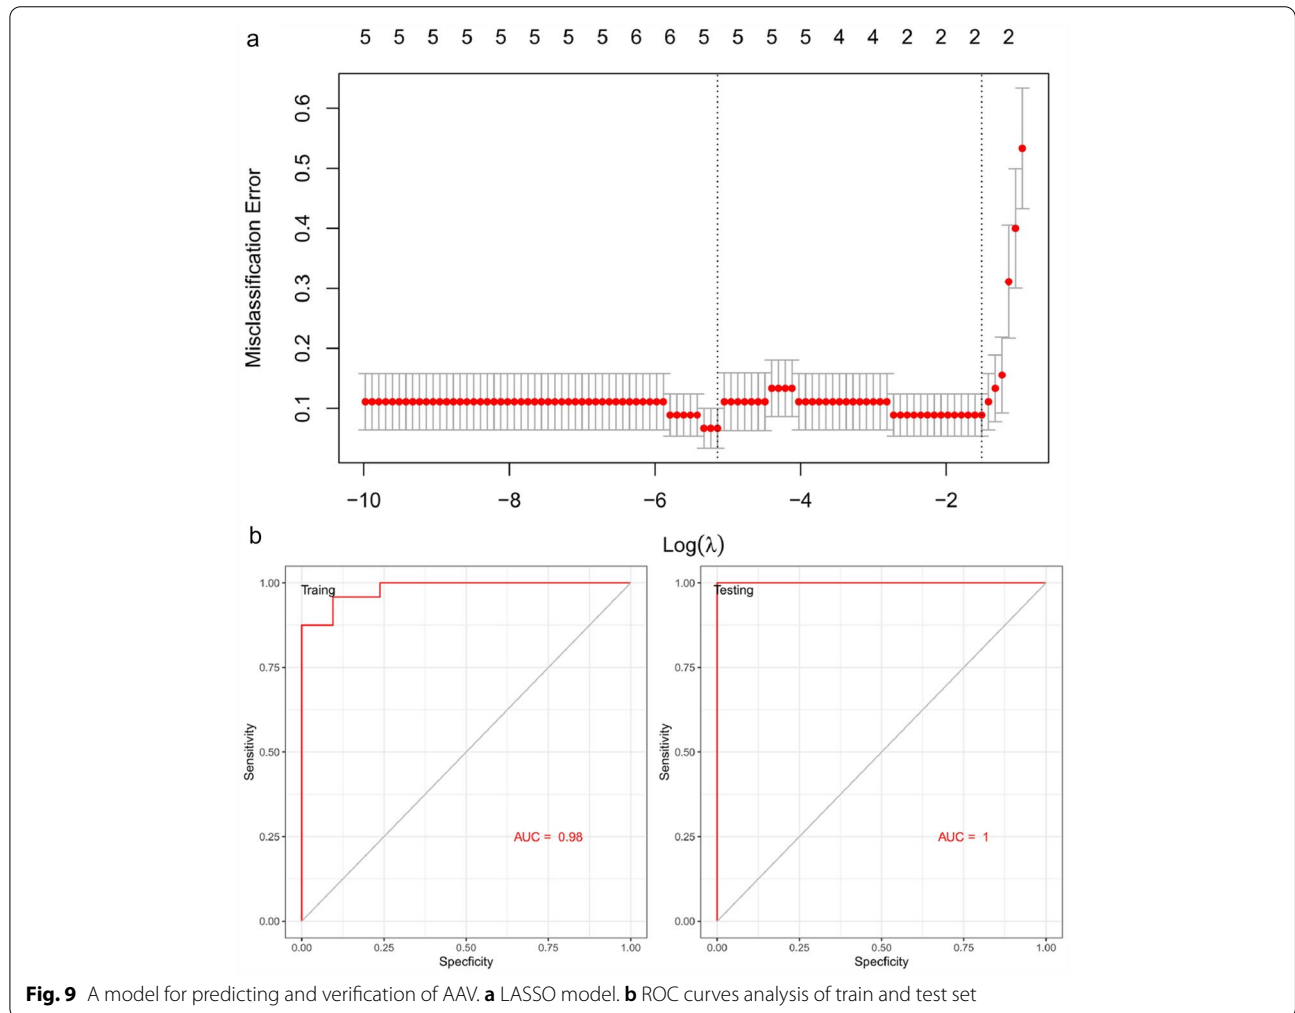 a
5 5 5 5 5 5 5 5 6 6 5 5 5 5 4 4 2 2 2 2
Misclassification Error
0.6
0.5
0.4
0.3
0.2
0.1
−10 −8 −6 −4 −2
Log(λ)
b
Traing
1.00
0.75
0.50
0.25
0.00
Sensitivity
AUC = 0.98
0.00 0.25 0.50 0.75 1.00
Specficity
Testing
1.00
0.75
0.50
0.25
0.00
Sensitivity
AUC = 1
0.00 0.25 0.50 0.75 1.00
Specficity
Fig. 9 A model for predicting and verification of AAV. a LASSO model. b ROC curves analysis of train and test set